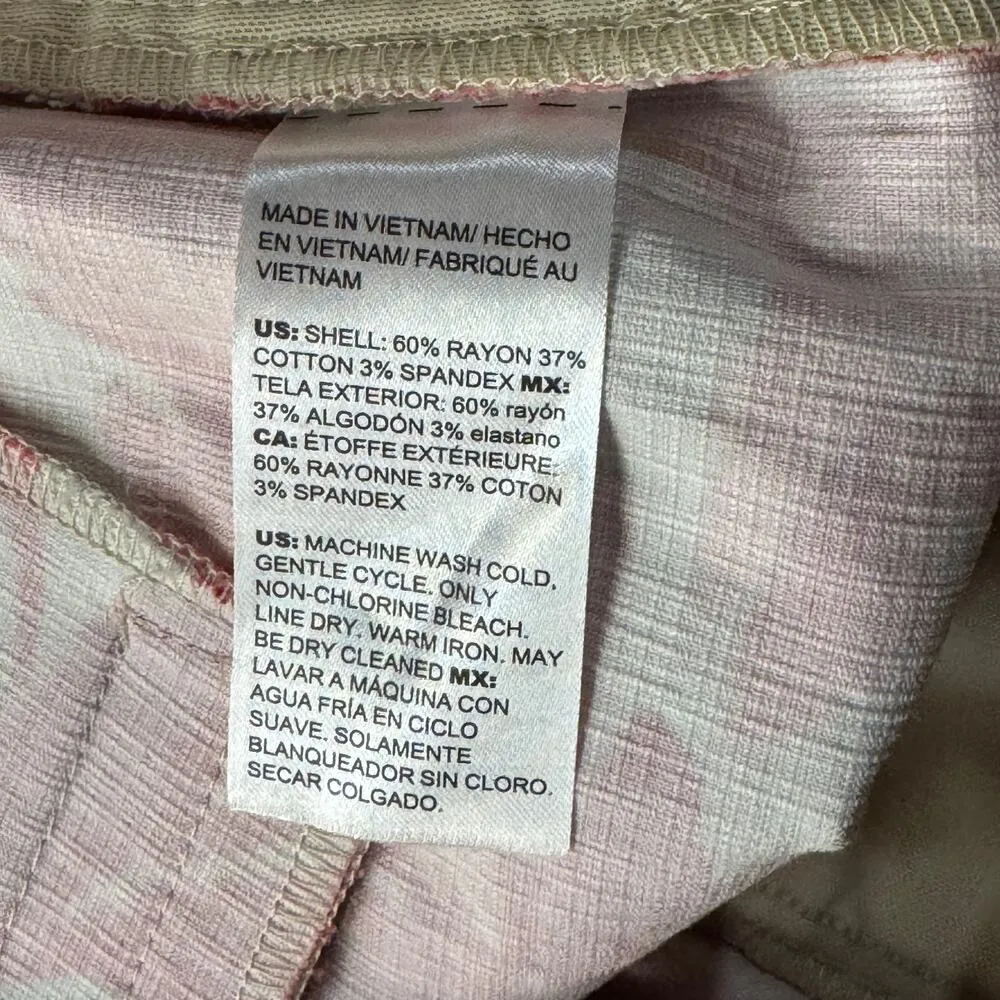 MADE IN VIETNAM/ HECHO
EN VIETNAM/ FABRIQUÉ AU
VIETNAM
US: SHELL: 60% RAYON 37%
COTTON 3% SPANDEX MX:
TELA EXTERIOR: 60% rayón
37% ALGODÓN 3% elastano
CA: ÉTOFFE EXTÉRIEURE:
60% RAYONNE 37% COTON
3% SPANDEX
US: MACHINE WASH COLD,
GENTLE CYCLE. ONLY
NON-CHLORINE BLEACH.
LINE DRY. WARM IRON. MAY
BE DRY CLEANED MX:
LAVAR A MÁQUINA CON
AGUA FRÍA EN CICLO
SUAVE. SOLAMENTE
BLANQUEADOR SIN CLORO.
SECAR COLGADO.